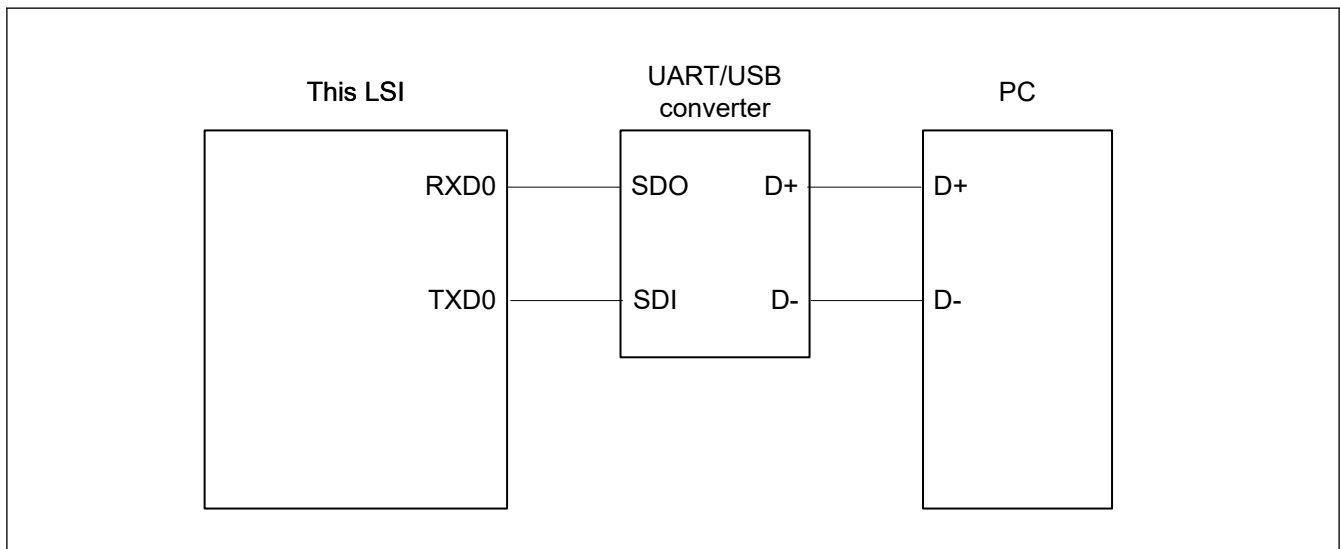 This LSI
UART/USB
converter
PC
RXD0
SDO
D+
D+
TXD0
SDI
D-
D-